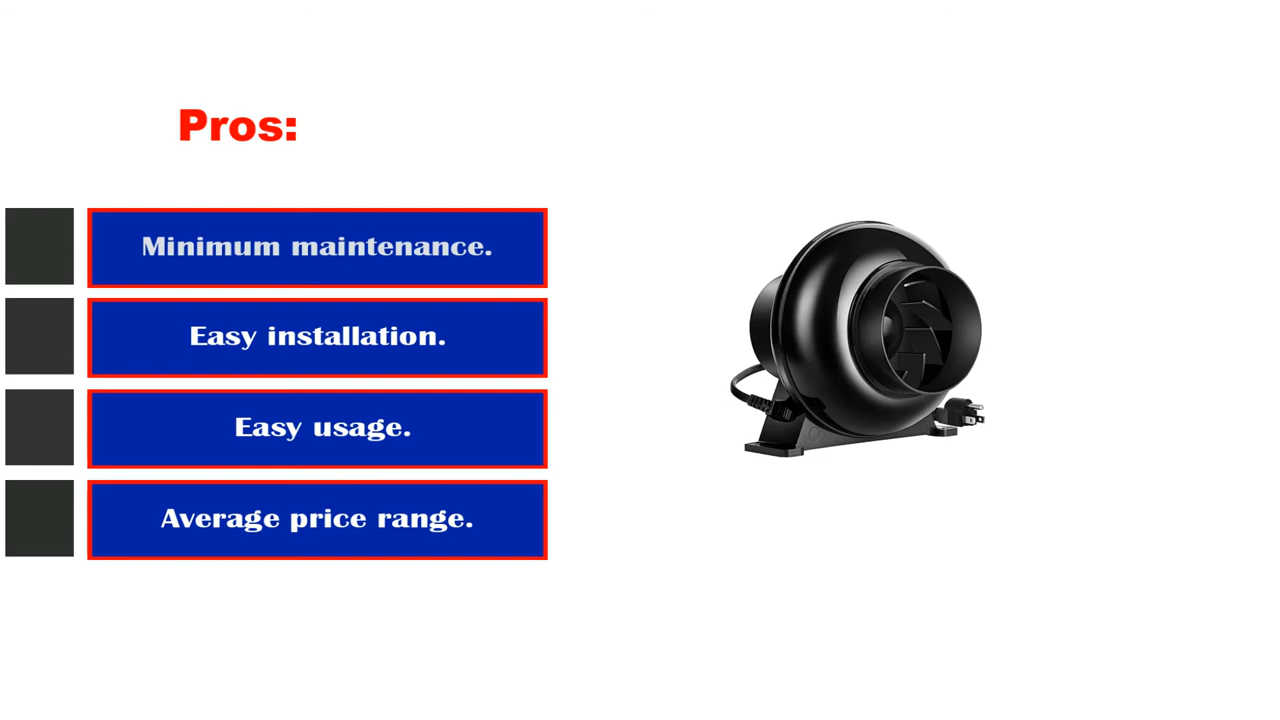 Pros:
Minimum maintenance.
Easy installation.
Easy usage.
Average price range.